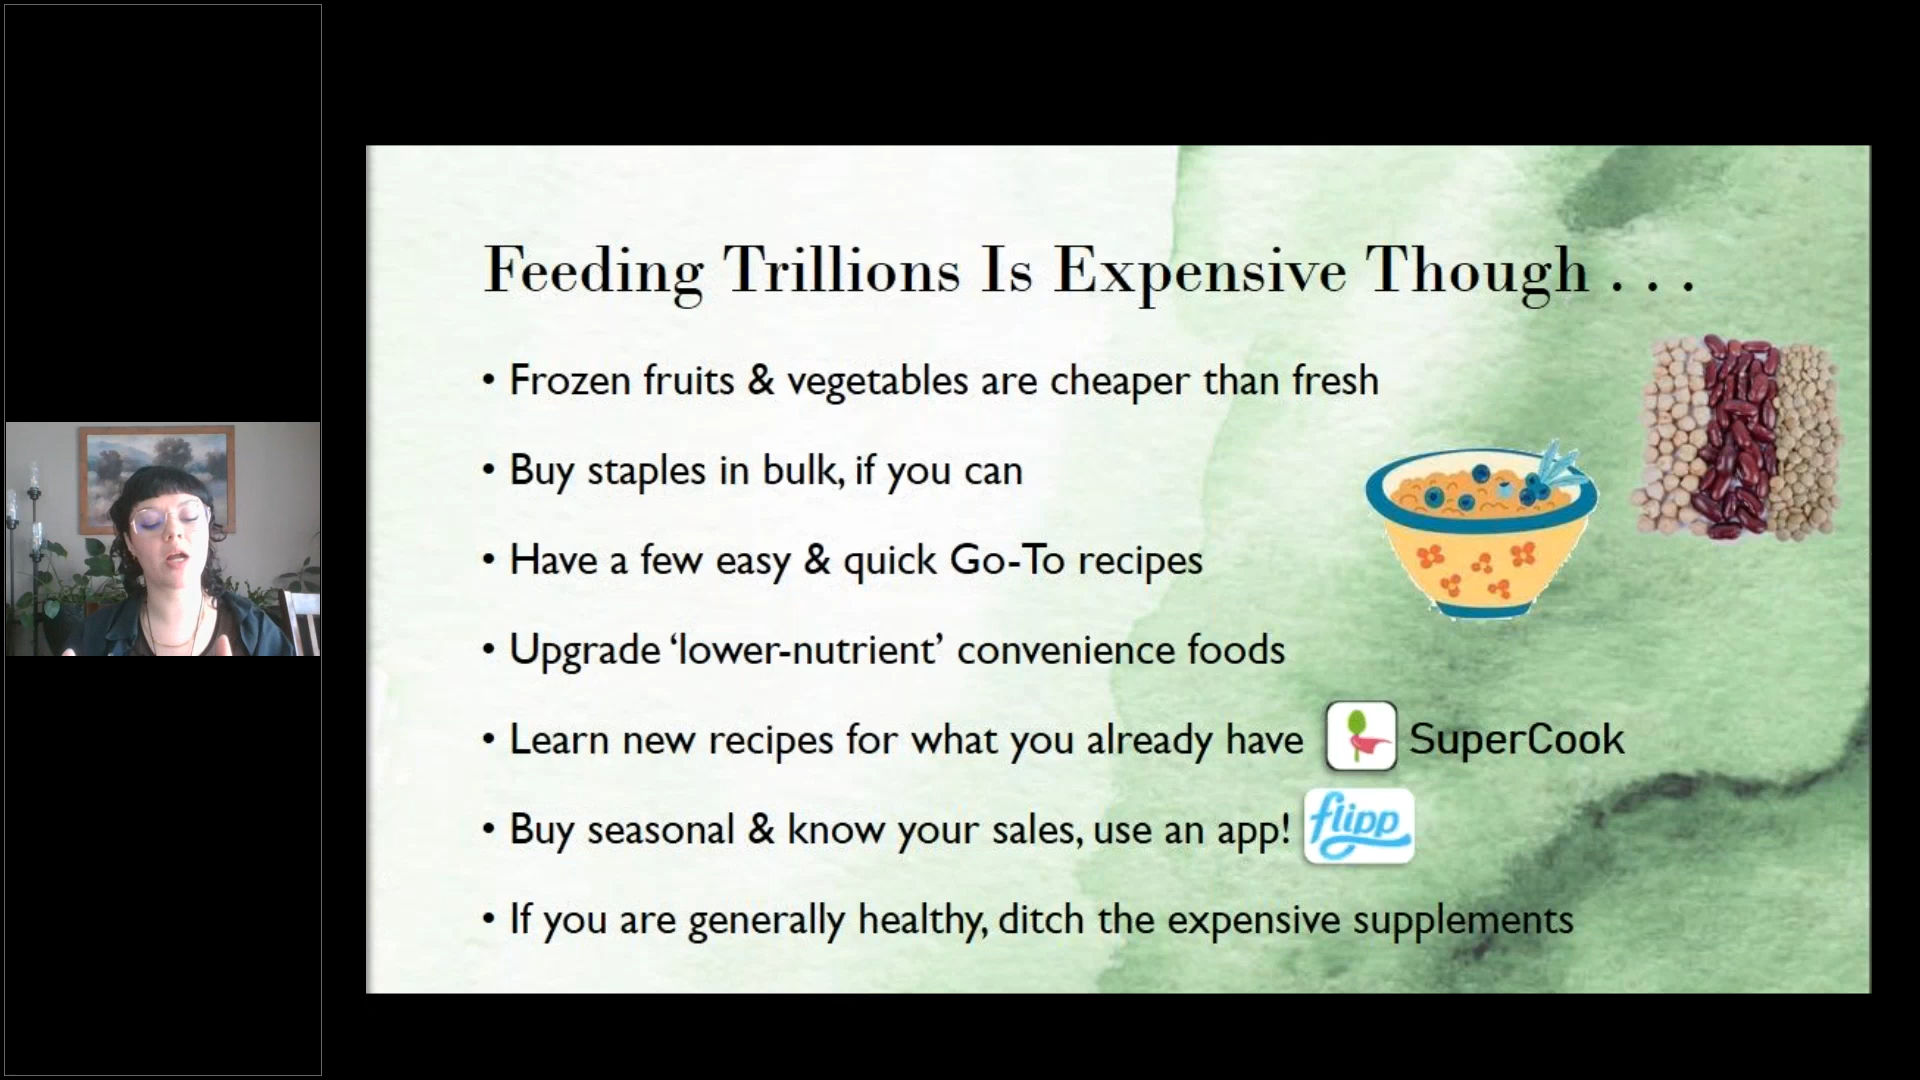 Feeding Trillions Is Expensive Though . . .
• Frozen fruits & vegetables are cheaper than fresh
• Buy staples in bulk, if you can
• Have a few easy & quick Go-To recipes
• Upgrade ‘lower-nutrient’ convenience foods
• Learn new recipes for what you already have SuperCook
• Buy seasonal & know your sales, use an app! flipp
• If you are generally healthy, ditch the expensive supplements